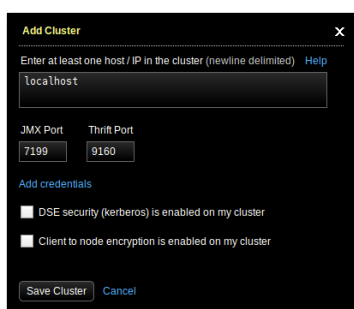 Add Cluster
X
Enter at least one host / IP in the cluster (newline delimited) Help
localhost
JMX Port Thrift Port
7199 9160
Add credentials
DSE security (kerberos) is enabled on my cluster
Client to node encryption is enabled on my cluster
Save Cluster Cancel